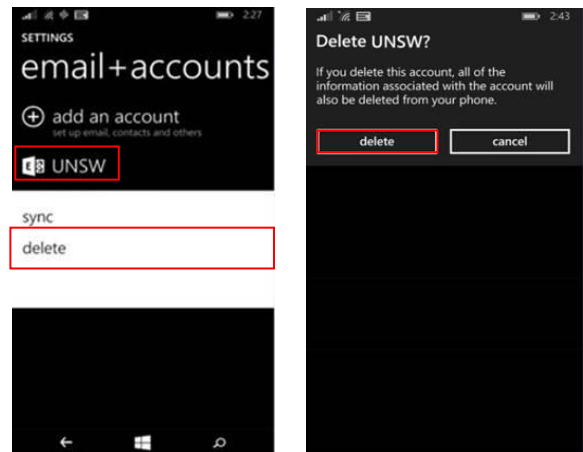 2:27
SETTINGS
email+accounts
add an account
set up email, contacts and others
UNSW
sync
delete
2:43
Delete UNSW?
If you delete this account, all of the
information associated with the account will
also be deleted from your phone.
delete
cancel